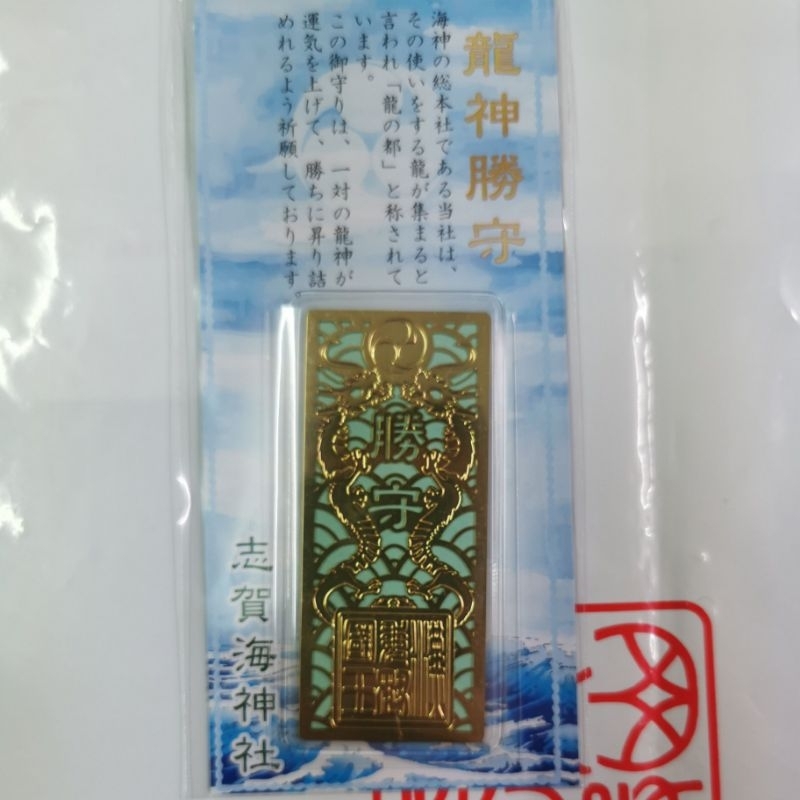 龍神勝守
海神の総本社である当社は、
その使いをする龍が集まると
言われ「龍の都」と称されて
います。
この御守りは、一対の龍神が
運気を上げて、勝ちに昇り詰
めれるよう祈願しております。
勝守
志賀海神社